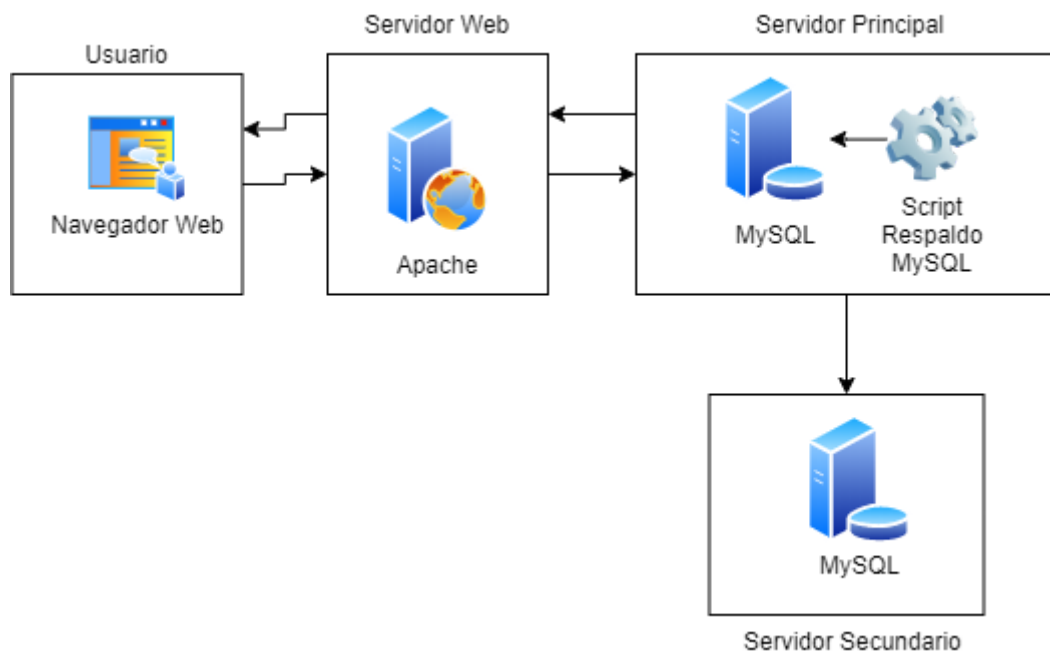 Usuario
Servidor Web
Servidor Principal
Navegador Web
Apache
MySQL
Script
Respaldo
MySQL
MySQL
Servidor Secundario